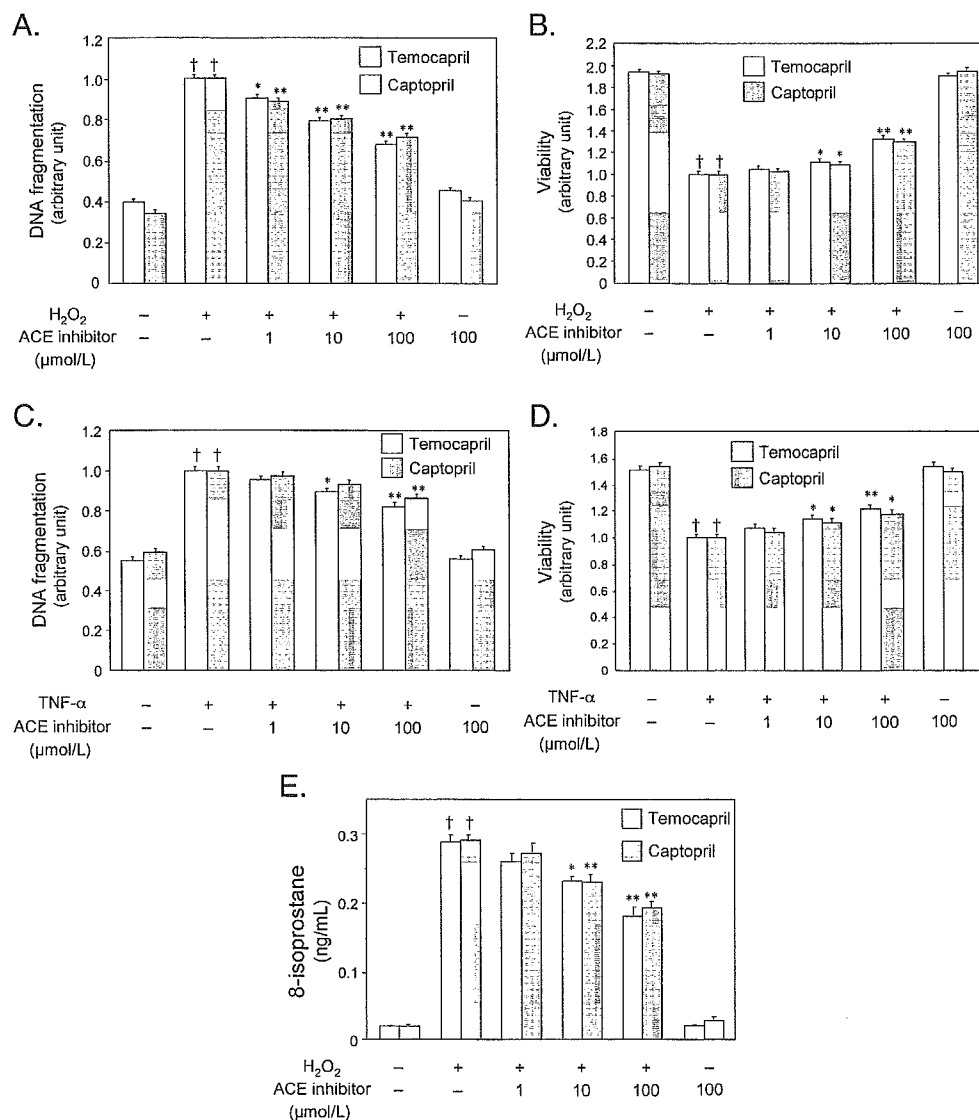 A.
1.2
1.0
0.8
0.6
0.4
0.2
0
DNA fragmentation
(arbitrary unit)
Temocapril
Captopril
† †
* **
** **
** **
H₂O₂ – + + + + –
ACE inhibitor – – 1 10 100 100
(µmol/L)
B.
2.2
2.0
1.8
1.6
1.4
1.2
1.0
0.8
0.6
0.4
0.2
0
Viability
(arbitrary unit)
Temocapril
Captopril
† †
* *
** **
H₂O₂ – + + + + –
ACE inhibitor – – 1 10 100 100
(µmol/L)
C.
1.2
1.0
0.8
0.6
0.4
0.2
0
DNA fragmentation
(arbitrary unit)
Temocapril
Captopril
† †
*
** **
TNF-α – + + + + –
ACE inhibitor – – 1 10 100 100
(µmol/L)
D.
1.8
1.6
1.4
1.2
1.0
0.8
0.6
0.4
0.2
0
Viability
(arbitrary unit)
Temocapril
Captopril
† †
* *
** *
TNF-α – + + + + –
ACE inhibitor – – 1 10 100 100
(µmol/L)
E.
0.3
0.2
0.1
0
8-isoprostane
(ng/mL)
Temocapril
Captopril
† †
* **
** **
H₂O₂ – + + + + –
ACE inhibitor – – 1 10 100 100
(µmol/L)